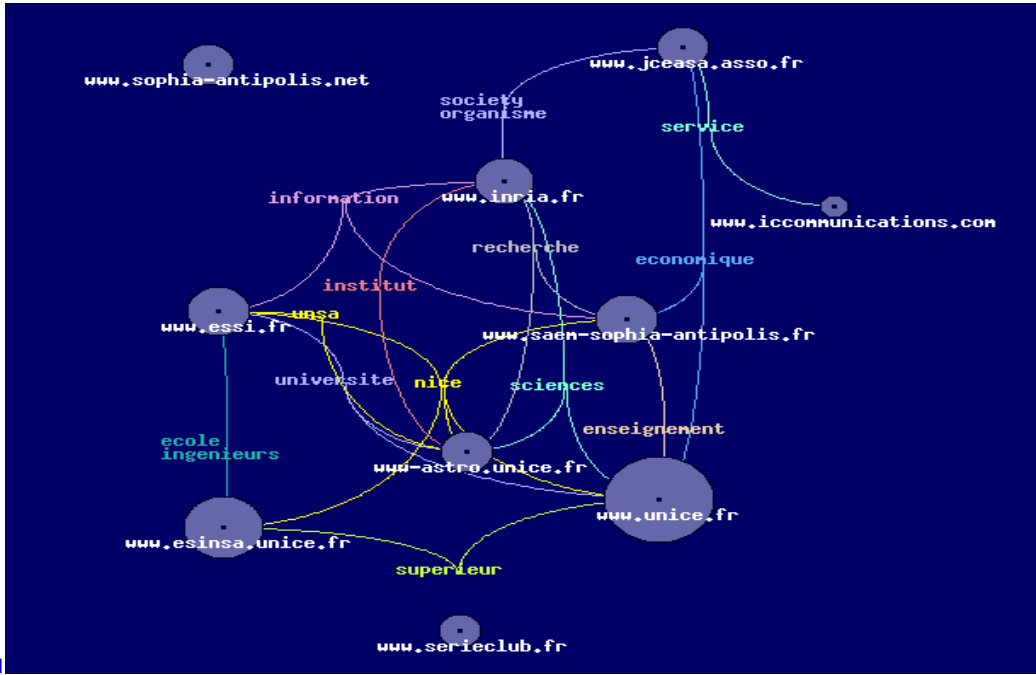 www.jceasa.asso.fr
www.sophia-antipolis.net
society
organisme
service
information
www.inria.fr
www.iccommunications.com
recherche
economique
institut
unsa
www.essi.fr
www.saem-sophia-antipolis.fr
universite
nice
sciences
enseignement
ecole
ingenieurs
www-astro.unice.fr
www.unice.fr
www.esinsa.unice.fr
superieur
www.serieclub.fr